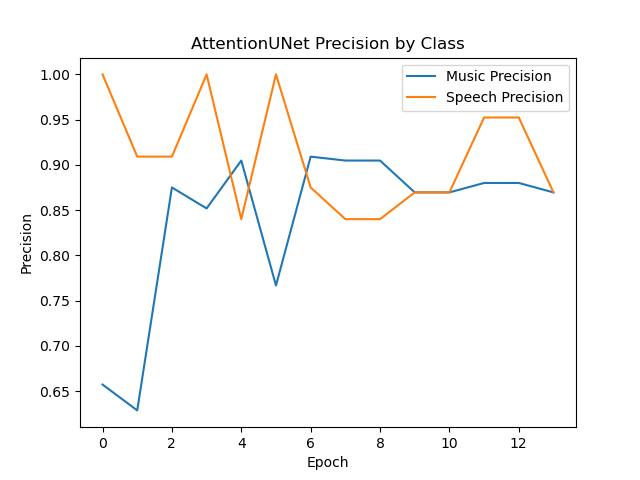 AttentionUNet Precision by Class
Music Precision
Speech Precision
Precision
1.00
0.95
0.90
0.85
0.80
0.75
0.70
0.65
0 2 4 6 8 10 12
Epoch